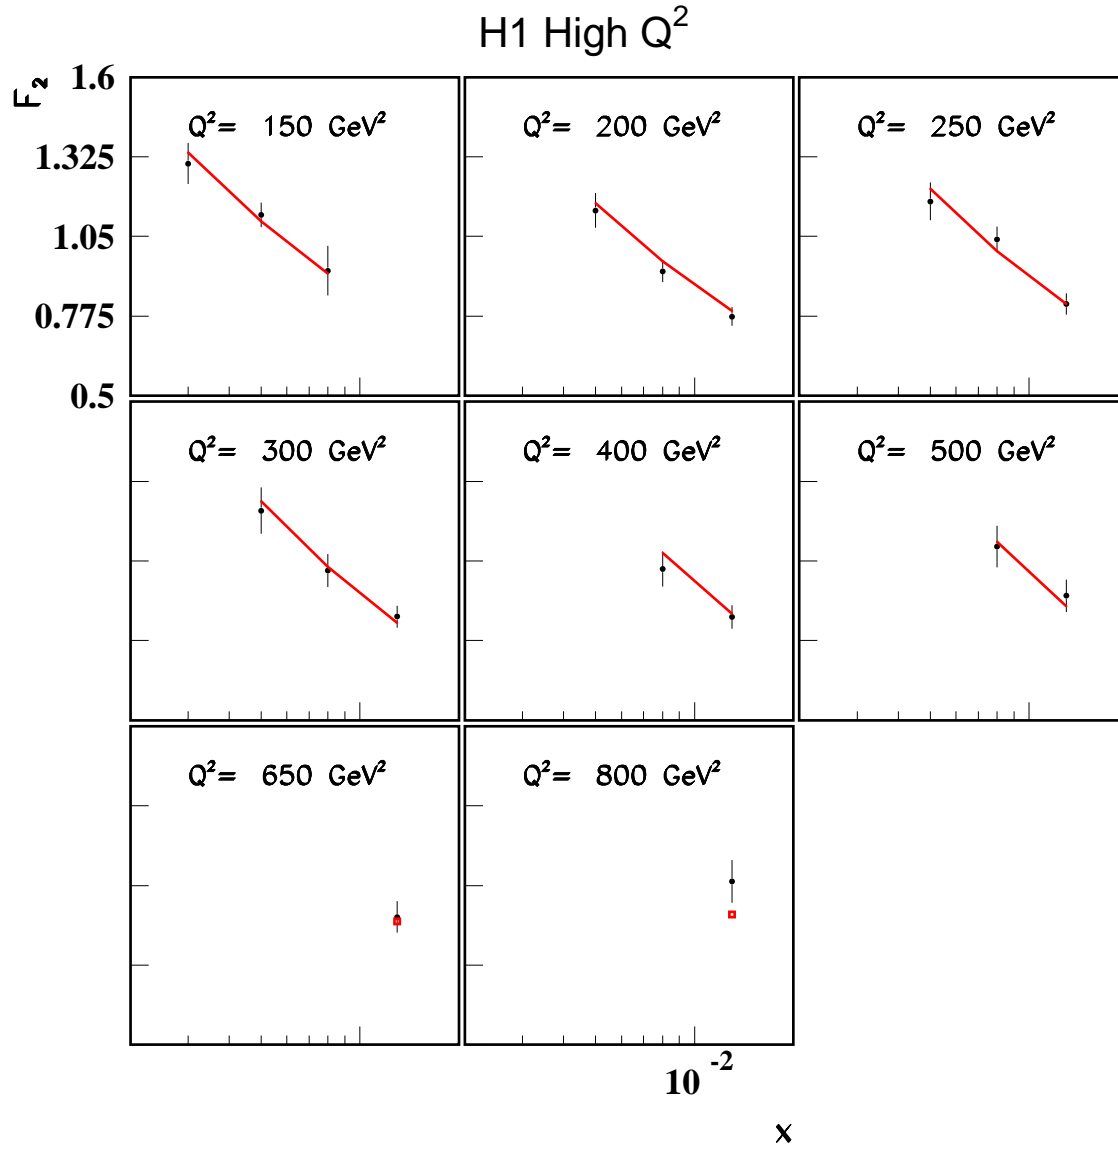 H1 High Q²
F₂
1.6
Q²= 150 GeV²
Q²= 200 GeV²
Q²= 250 GeV²
1.325
1.05
0.775
0.5
Q²= 300 GeV²
Q²= 400 GeV²
Q²= 500 GeV²
Q²= 650 GeV²
Q²= 800 GeV²
10⁻²
x